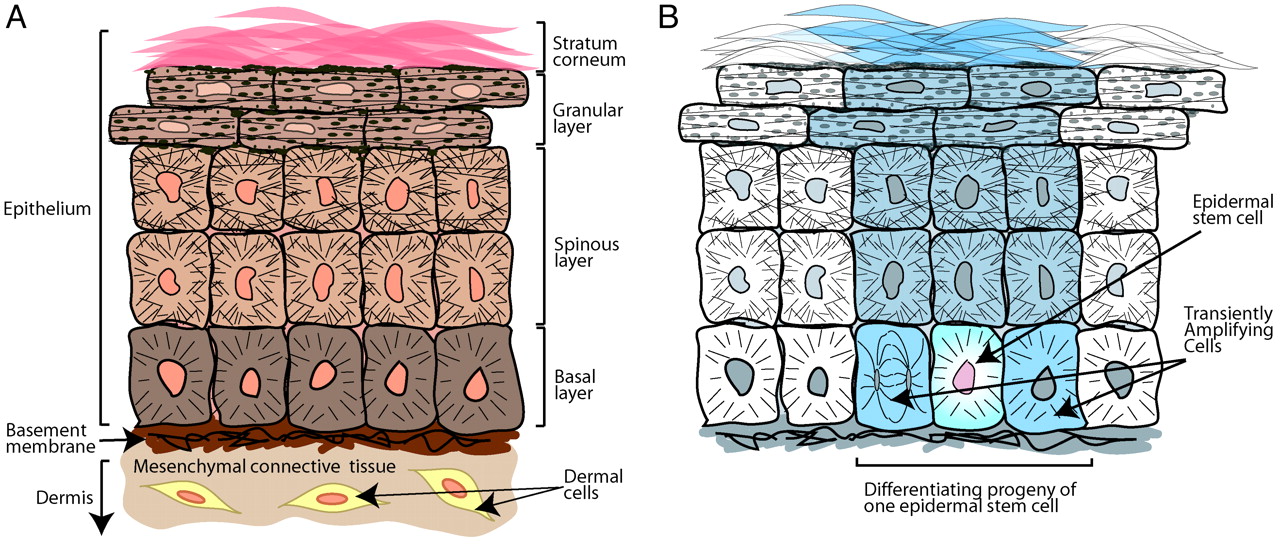 A
Stratum
corneum
Granular
layer
Epithelium
Spinous
layer
Basal
layer
Basement
membrane
Mesenchymal connective tissue
Dermis
Dermal
cells
B
Epidermal
stem cell
Transiently
Amplifying
Cells
Differentiating progeny of
one epidermal stem cell